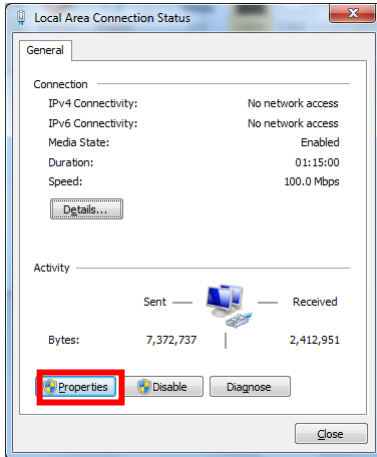 Local Area Connection Status
General
Connection
IPv4 Connectivity: No network access
IPv6 Connectivity: No network access
Media State: Enabled
Duration: 01:15:00
Speed: 100.0 Mbps
Details...
Activity
Sent Received
Bytes: 7,372,737 2,412,951
Properties Disable Diagnose
Close